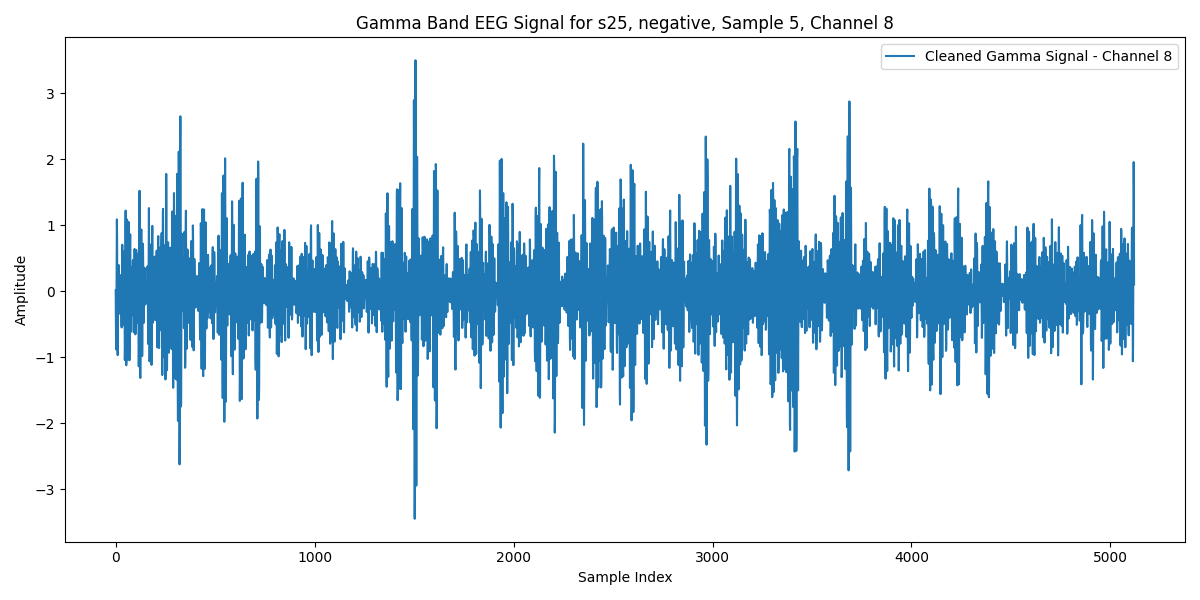 Gamma Band EEG Signal for s25, negative, Sample 5, Channel 8
Cleaned Gamma Signal - Channel 8
Amplitude
3
2
1
0
−1
−2
−3
0 1000 2000 3000 4000 5000
Sample Index